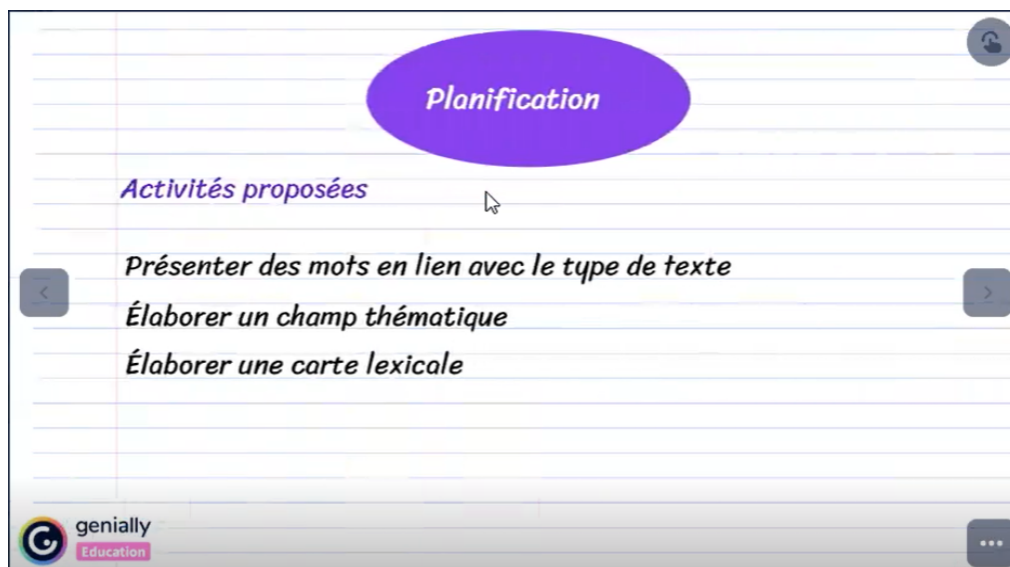 Planification
Activités proposées
Présenter des mots en lien avec le type de texte
Élaborer un champ thématique
Élaborer une carte lexicale
genially
Education